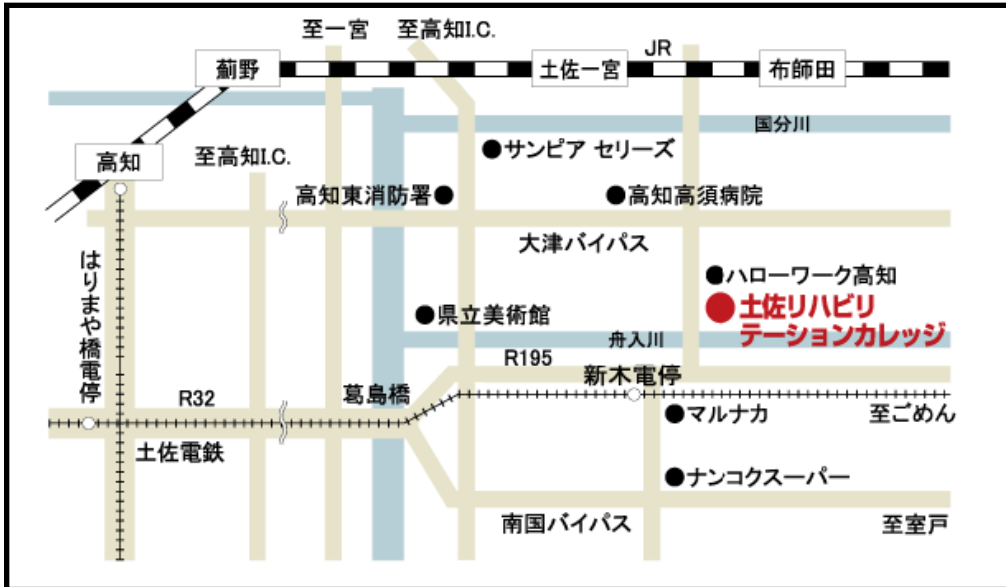 至一宮
至高知I.C.
JR
薊野
土佐一宮
布師田
国分川
サンピア セリーズ
高知
至高知I.C.
高知東消防署
高知高須病院
大津バイパス
はりまや橋電停
ハローワーク高知
土佐リハビリ
テーションカレッジ
県立美術館
舟入川
R195
新木電停
R32
葛島橋
マルナカ
至ごめん
土佐電鉄
ナンコクスーパー
南国バイパス
至室戸